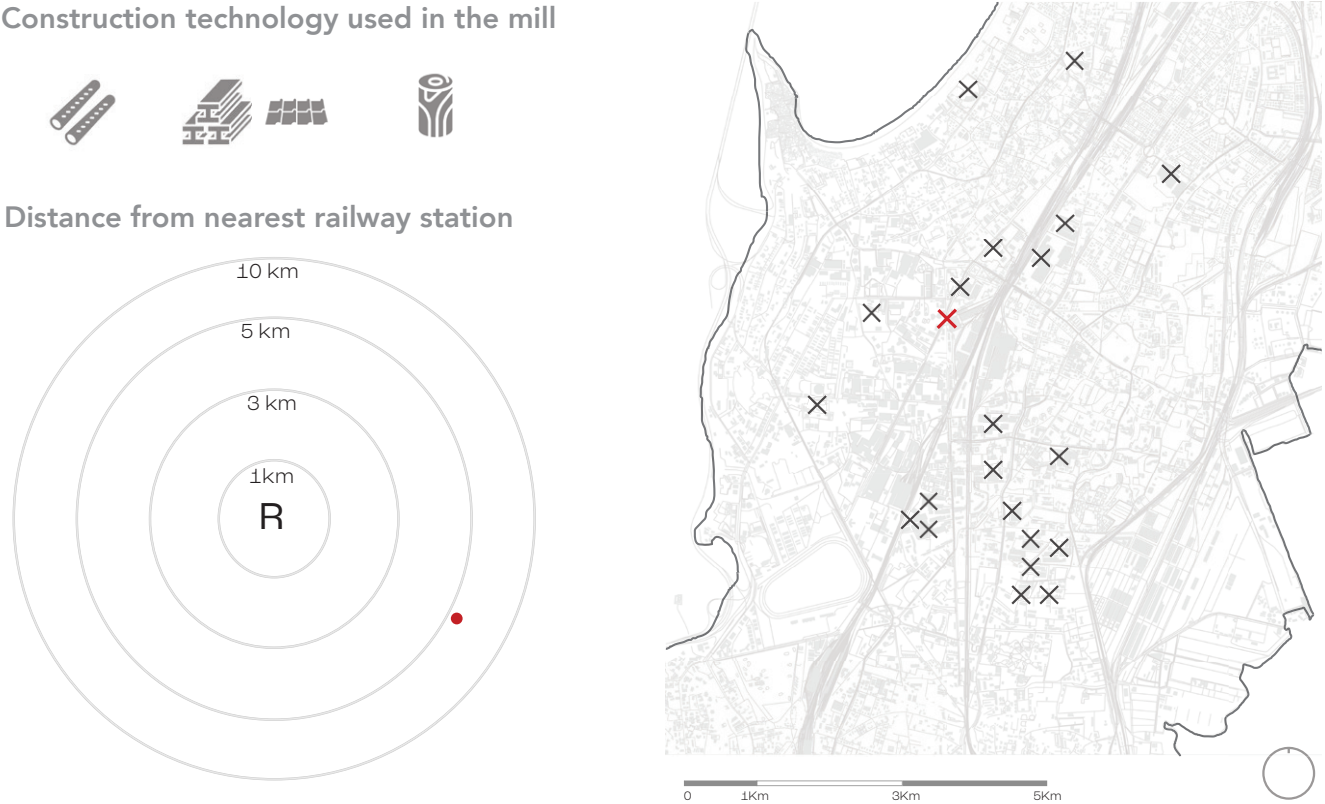 Construction technology used in the mill
Distance from nearest railway station
10 km
5 km
3 km
1km
R
0 1Km 3Km 5Km